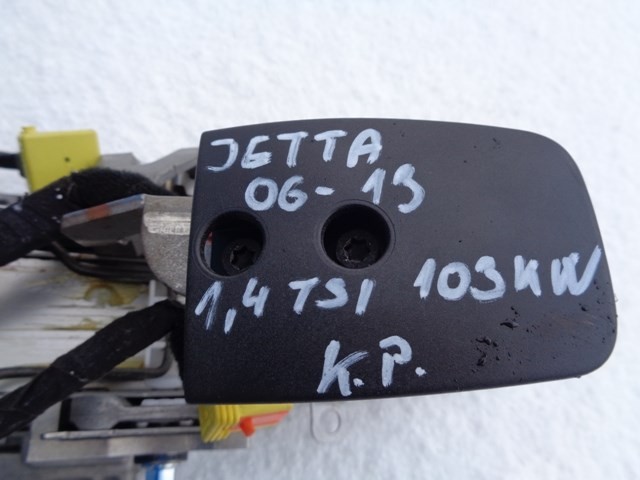 JETTA
06-13
1,4 TSI 103KW
K.P.